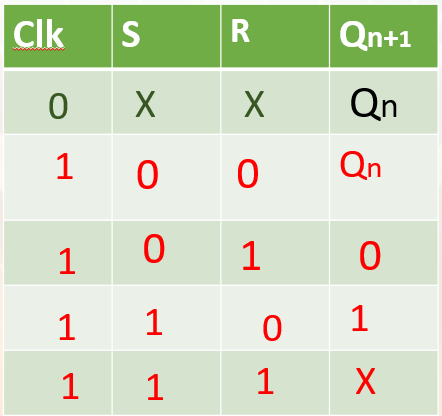 Clk S R Qn+1
0 X X Qn
1 0 0 Qn
1 0 1 0
1 1 0 1
1 1 1 X